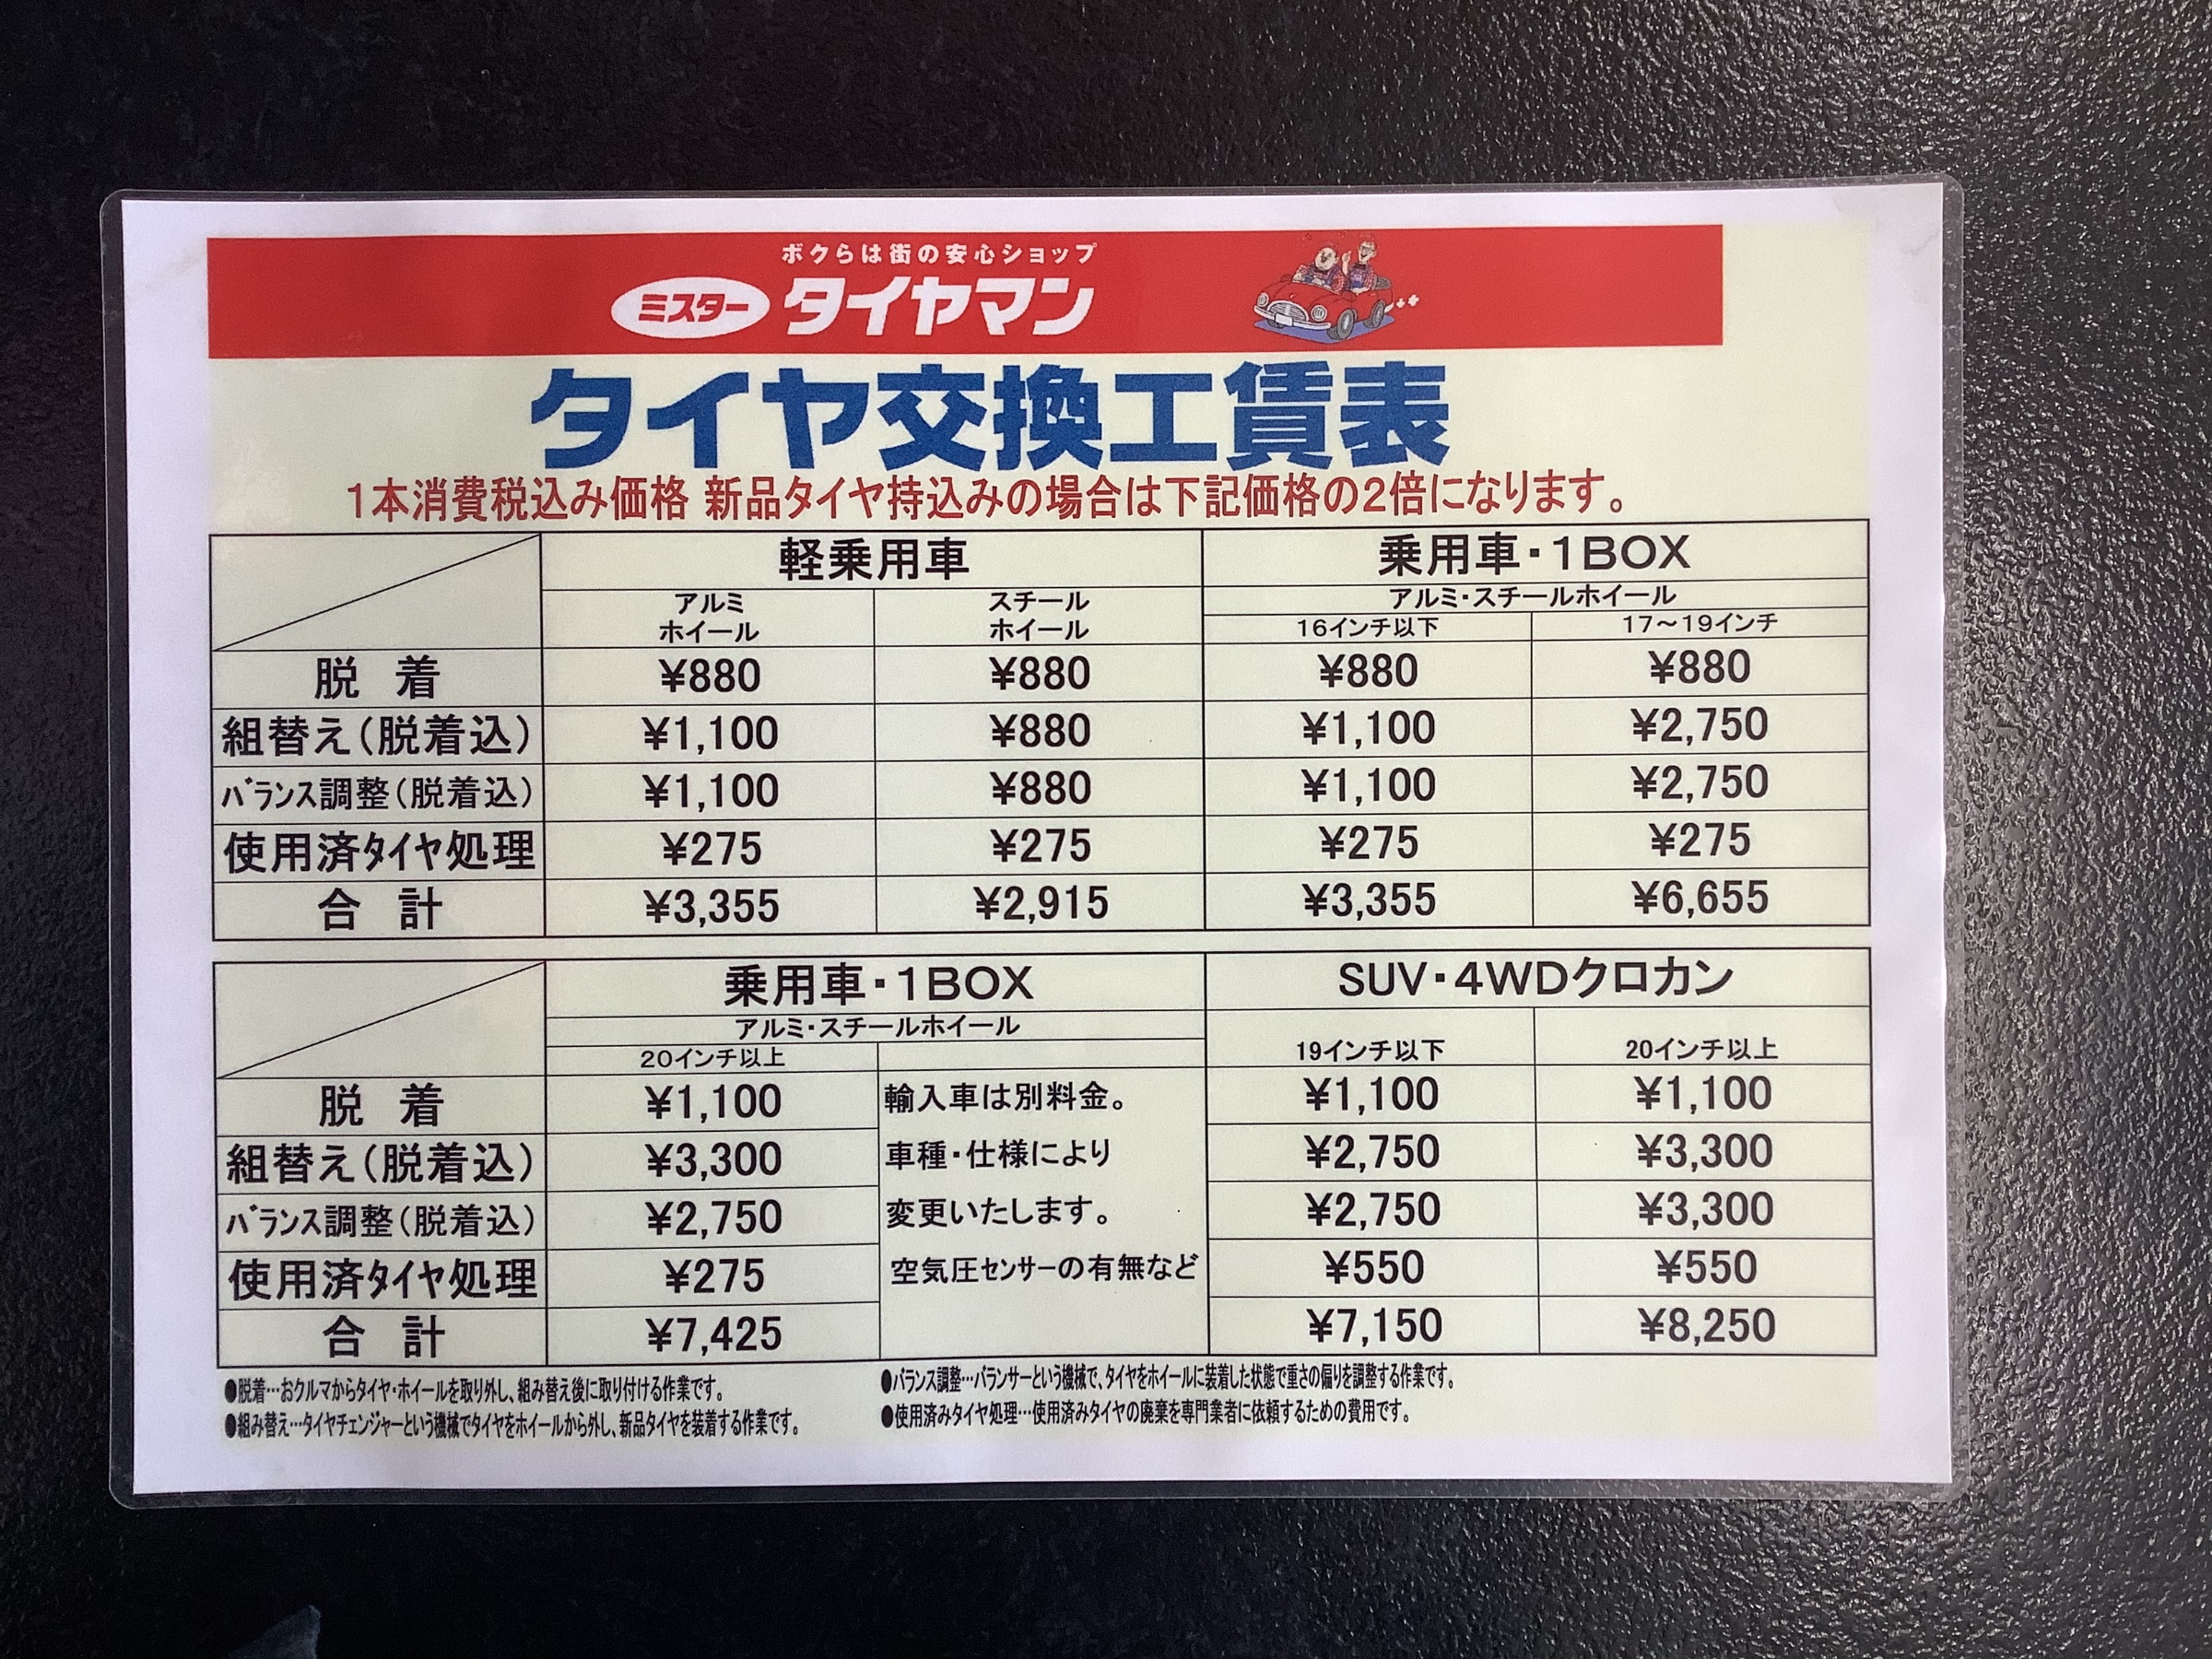 ボクらは街の安心ショップ
ミスター タイヤマン
タイヤ交換工賃表
1本消費税込み価格 新品タイヤ持込みの場合は下記価格の2倍になります。
軽乗用車 乗用車・1BOX
アルミホイール スチールホイール アルミ・スチールホイール
16インチ以下 17～19インチ
脱 着 ¥880 ¥880 ¥880 ¥880
組替え（脱着込） ¥1,100 ¥880 ¥1,100 ¥2,750
ﾊﾞﾗﾝｽ調整（脱着込） ¥1,100 ¥880 ¥1,100 ¥2,750
使用済ﾀｲﾔ処理 ¥275 ¥275 ¥275 ¥275
合 計 ¥3,355 ¥2,915 ¥3,355 ¥6,655
乗用車・1BOX SUV・4WDクロカン
アルミ・スチールホイール
20インチ以上 19インチ以下 20インチ以上
脱 着 ¥1,100 輸入車は別料金。 ¥1,100 ¥1,100
組替え（脱着込） ¥3,300 車種・仕様により ¥2,750 ¥3,300
ﾊﾞﾗﾝｽ調整（脱着込） ¥2,750 変更いたします。 ¥2,750 ¥3,300
使用済ﾀｲﾔ処理 ¥275 空気圧ｾﾝｻｰの有無など ¥550 ¥550
合 計 ¥7,425 ¥7,150 ¥8,250
●脱着…おクルマからタイヤ・ホイールを取り外し、組み替え後に取り付ける作業です。
●組み替え…タイヤチェンジャーという機械でタイヤをホイールから外し、新品タイヤを装着する作業です。
●バランス調整…バランサーという機械で、タイヤをホイールに装着した状態で重さの偏りを調整する作業です。
●使用済みタイヤ処理…使用済みタイヤの廃棄を専門業者に依頼するための費用です。